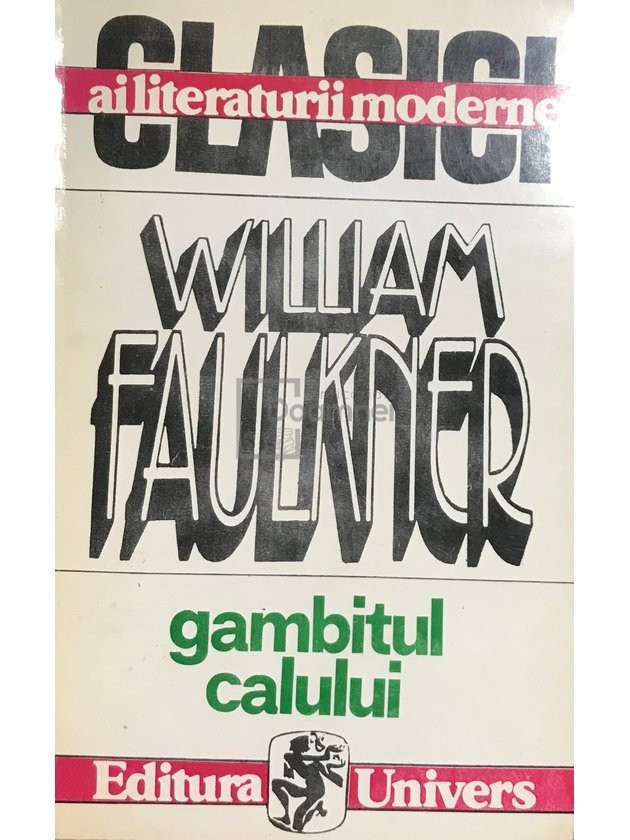 CLASICI
ai literaturii moderne
WILLIAM
FAULKNER
gambitul
calului
Editura Univers